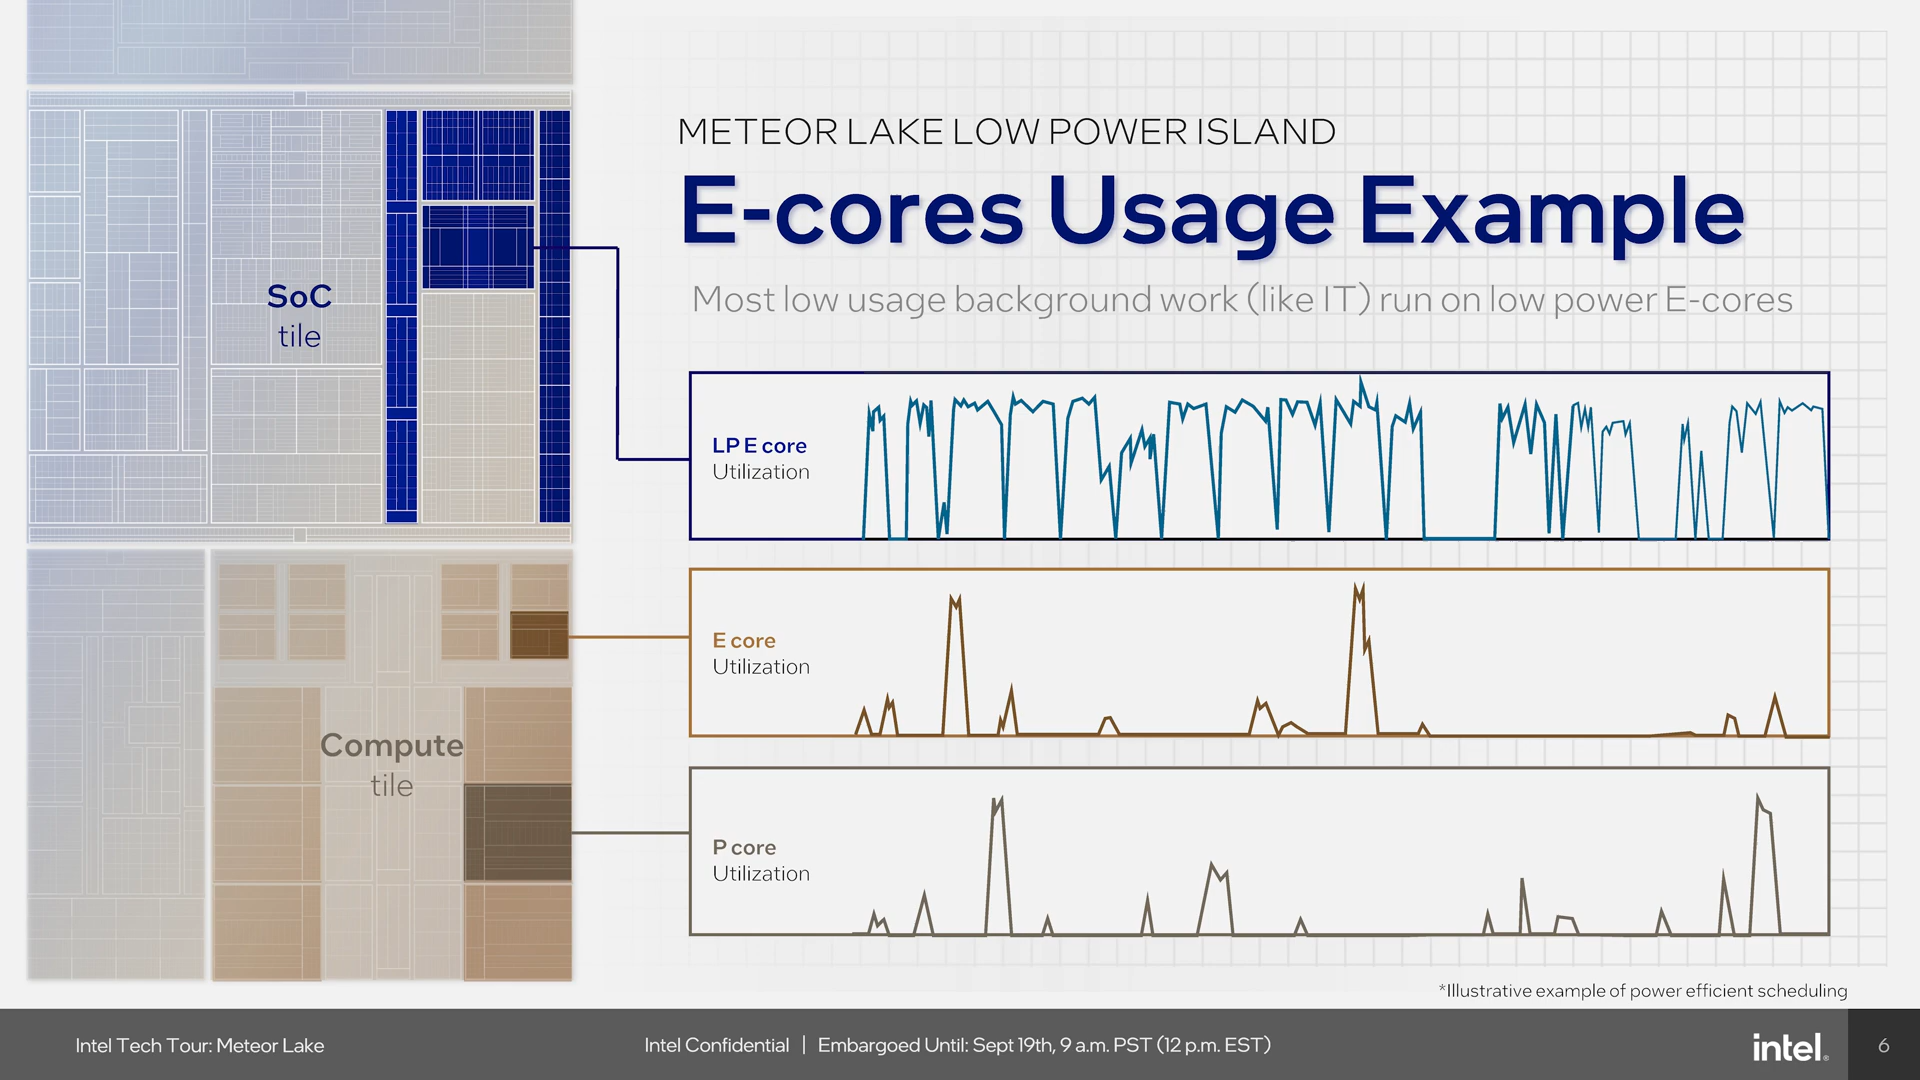 METEOR LAKE LOW POWER ISLAND
E-cores Usage Example
Most low usage background work (like IT) run on low power E-cores
SoC
tile
LP E core
Utilization
E core
Utilization
Compute
tile
P core
Utilization
*Illustrative example of power efficient scheduling
Intel Tech Tour: Meteor Lake
Intel Confidential | Embargoed Until: Sept 19th, 9 a.m. PST (12 p.m. EST)
intel®
6